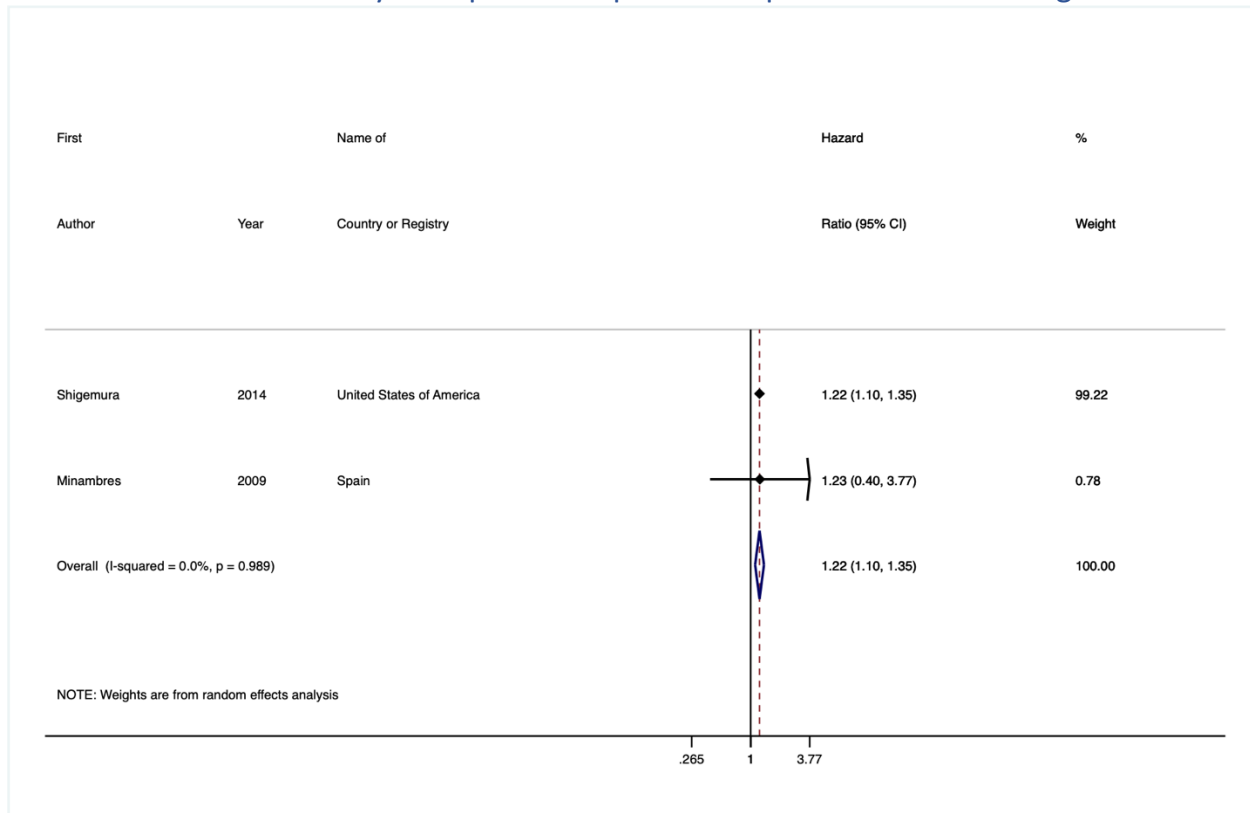 First Name of Hazard %
Author Year Country or Registry Ratio (95% CI) Weight
Shigemura 2014 United States of America 1.22 (1.10, 1.35) 99.22
Minambres 2009 Spain 1.23 (0.40, 3.77) 0.78
Overall (I-squared = 0.0%, p = 0.989) 1.22 (1.10, 1.35) 100.00
NOTE: Weights are from random effects analysis
.265 1 3.77